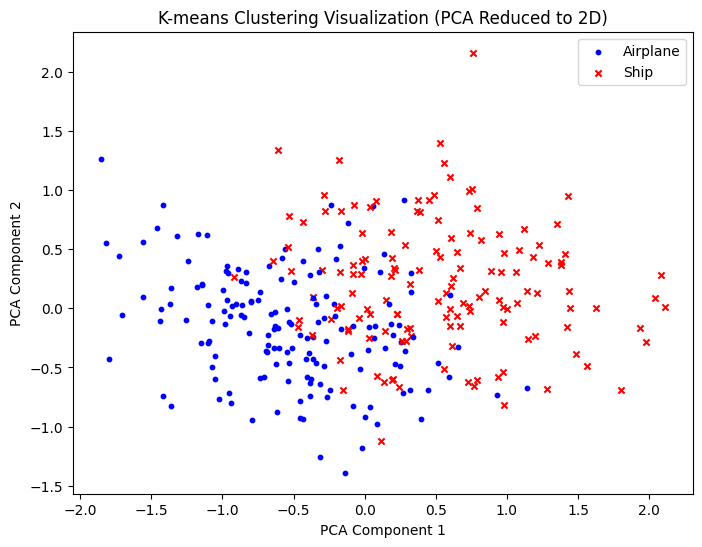 K-means Clustering Visualization (PCA Reduced to 2D)
Airplane
Ship
PCA Component 2
2.0
1.5
1.0
0.5
0.0
−0.5
−1.0
−1.5
−2.0 −1.5 −1.0 −0.5 0.0 0.5 1.0 1.5 2.0
PCA Component 1